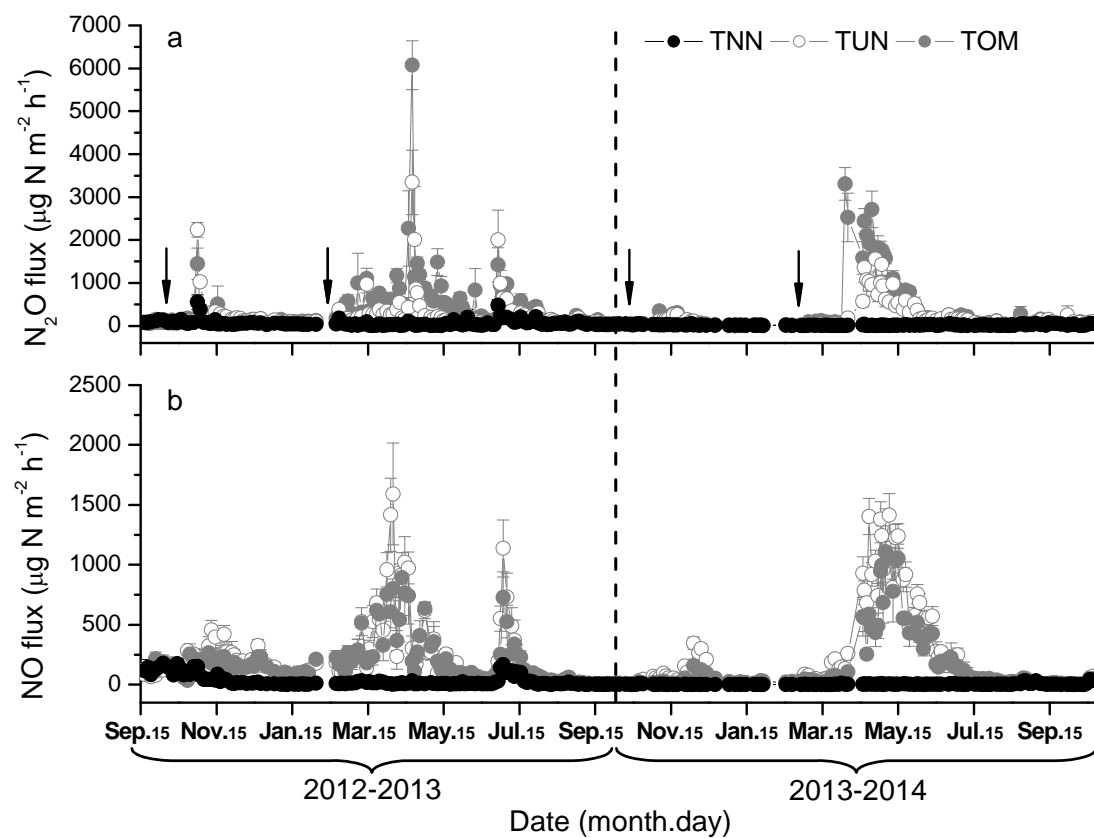 a
TNN TUN TOM
7000
6000
5000
4000
3000
2000
1000
0
N₂O flux (μg N m⁻² h⁻¹)
b
2500
2000
1500
1000
500
0
NO flux (μg N m⁻² h⁻¹)
Sep.15 Nov.15 Jan.15 Mar.15 May.15 Jul.15 Sep.15 Nov.15 Jan.15 Mar.15 May.15 Jul.15 Sep.15
2012-2013 2013-2014
Date (month.day)